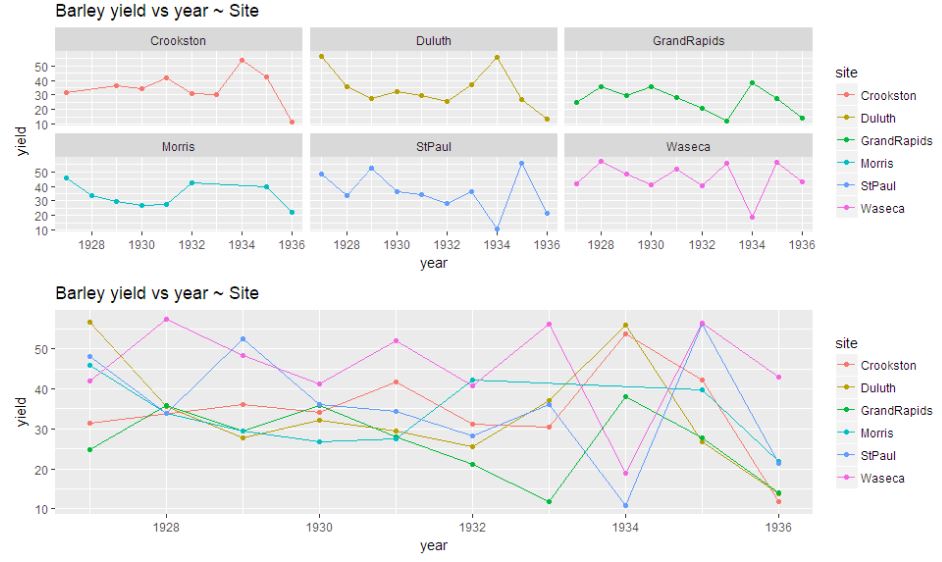 Barley yield vs year ~ Site
Crookston Duluth GrandRapids
50
40
30
20
10
Morris StPaul Waseca
50
40
30
20
10
yield
1928 1930 1932 1934 1936 1928 1930 1932 1934 1936 1928 1930 1932 1934 1936
year
site
Crookston
Duluth
GrandRapids
Morris
StPaul
Waseca
Barley yield vs year ~ Site
50
40
30
20
10
yield
1928 1930 1932 1934 1936
year
site
Crookston
Duluth
GrandRapids
Morris
StPaul
Waseca